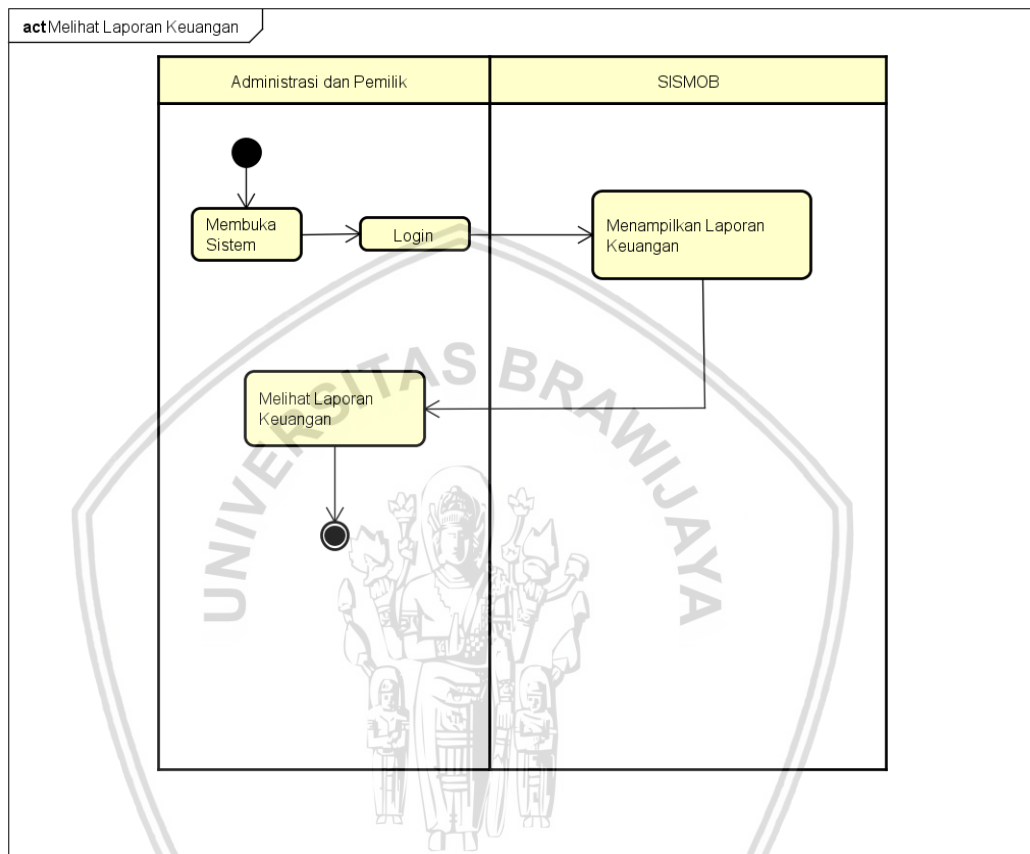 act Melihat Laporan Keuangan
Administrasi dan Pemilik
SISMOB
Membuka
Sistem
Login
Menampilkan Laporan
Keuangan
Melihat Laporan
Keuangan
UNIVERSITAS BRAWIJAYA